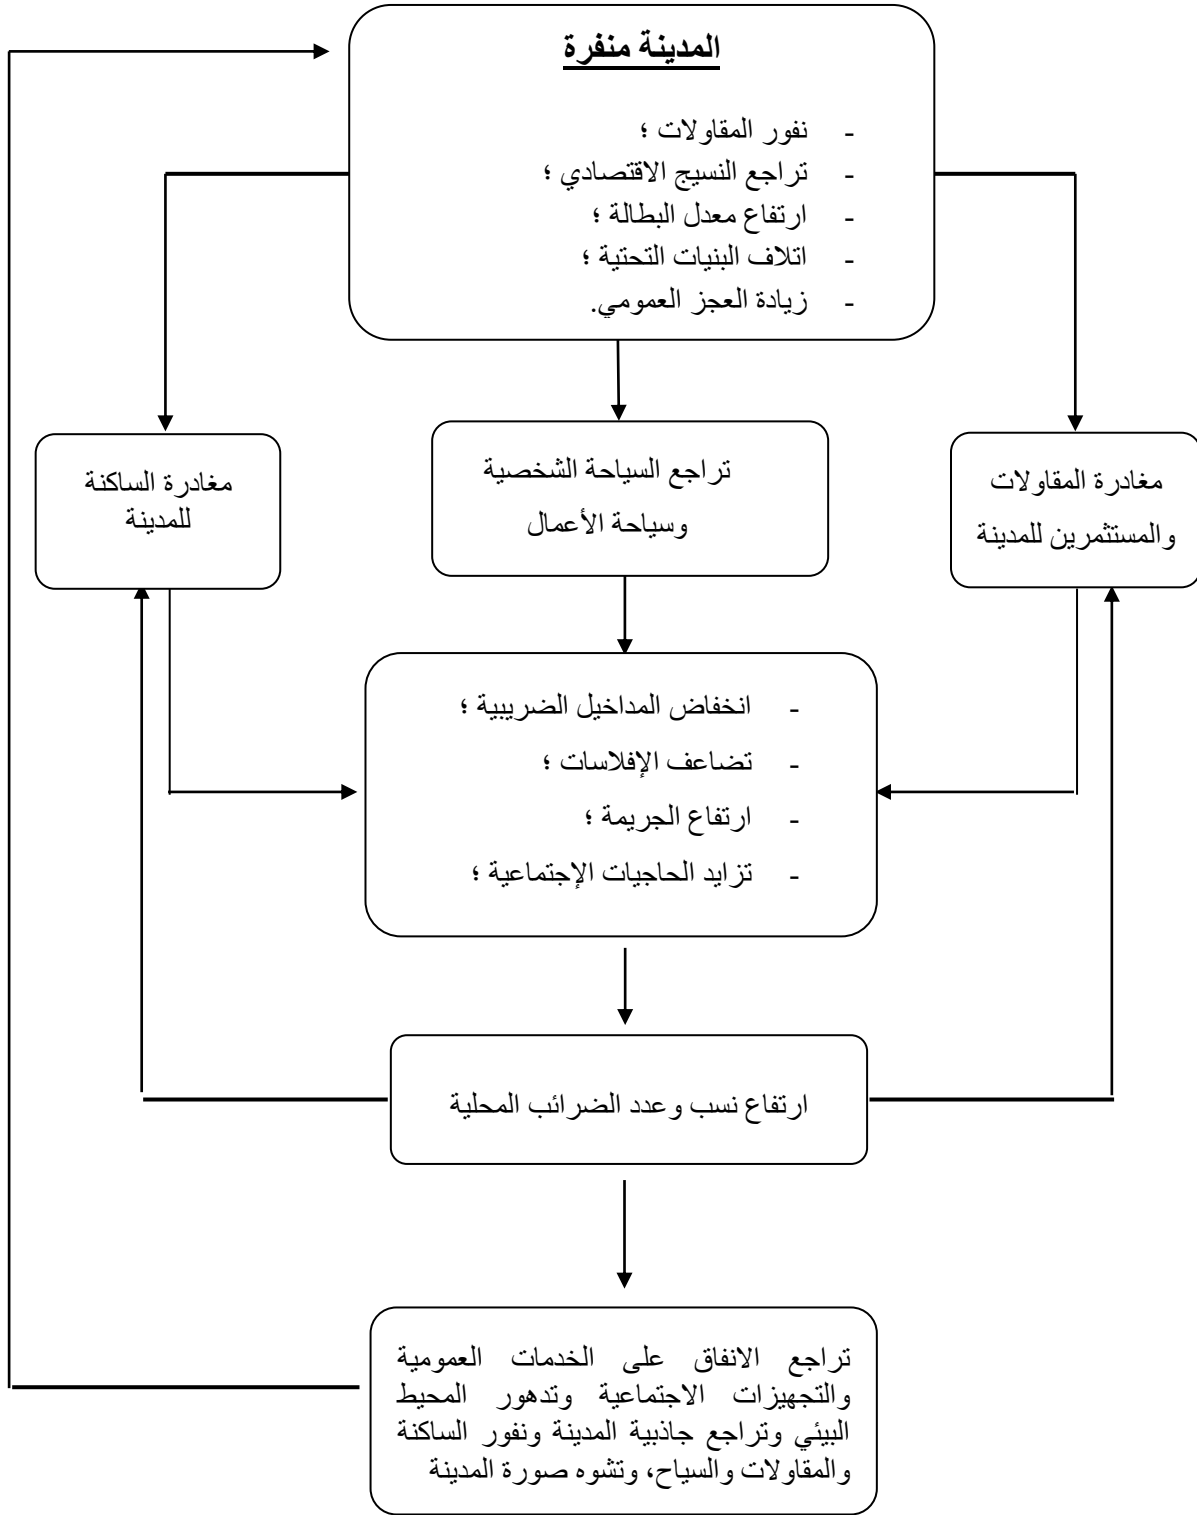 المدينة منفرة
- نفور المقاولات ؛
- تراجع النسيج الاقتصادي ؛
- ارتفاع معدل البطالة ؛
- اتلاف البنيات التحتية ؛
- زيادة العجز العمومي.
مغادرة المقاولات
والمستثمرين للمدينة
تراجع السياحة الشخصية
وسياحة الأعمال
مغادرة الساكنة
للمدينة
- انخفاض المداخيل الضريبية ؛
- تضاعف الإفلاسات ؛
- ارتفاع الجريمة ؛
- تزايد الحاجيات الإجتماعية ؛
ارتفاع نسب وعدد الضرائب المحلية
تراجع الانفاق على الخدمات العمومية
والتجهيزات الاجتماعية وتدهور المحيط
البيئي وتراجع جاذبية المدينة ونفور الساكنة
والمقاولات والسياح، وتشوه صورة المدينة